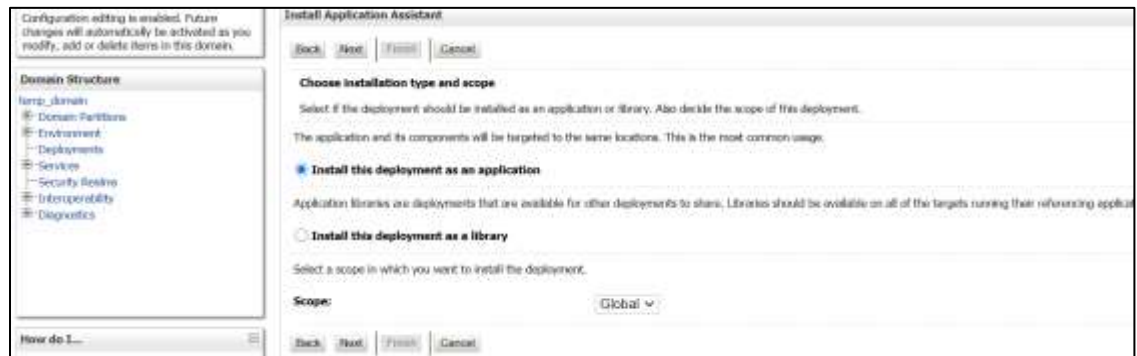 Configuration editing is enabled. Future
changes will automatically be activated as you
modify, add or delete items in this domain.
Domain Structure
temp_domain
Domain Partitions
Environment
Deployments
Services
Security Realms
Interoperability
Diagnostics
How do I...
Install Application Assistant
Back Next Finish Cancel
Choose installation type and scope
Select if the deployment should be installed as an application or library. Also decide the scope of this deployment.
The application and its components will be targeted to the same locations. This is the most common usage.
Install this deployment as an application
Application libraries are deployments that are available for other deployments to share. Libraries should be available on all of the targets running their referencing applicat
Install this deployment as a library
Select a scope in which you want to install the deployment.
Scope: Global
Back Next Finish Cancel